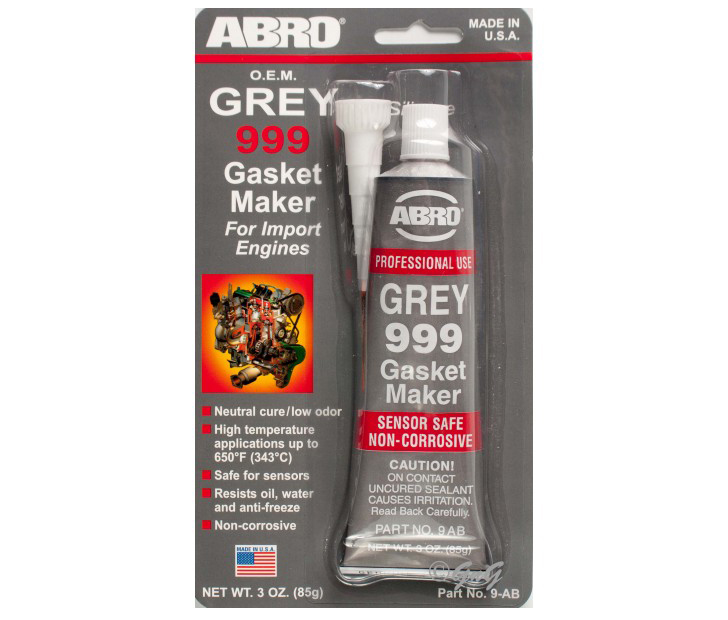 ABRO
MADE IN
U.S.A.
O.E.M.
GREY
999
Gasket
Maker
For Import
Engines
Neutral cure/low odor
High temperature
applications up to
650°F (343°C)
Safe for sensors
Resists oil, water
and anti-freeze
Non-corrosive
MADE IN U.S.A.
NET WT. 3 OZ. (85g)
ABRO
PROFESSIONAL USE
GREY
999
Gasket
Maker
SENSOR SAFE
NON-CORROSIVE
CAUTION!
ON CONTACT
UNCURED SEALANT
CAUSES IRRITATION.
Read Back Carefully.
PART NO. 9 AB
NET WT. 3 OZ. (85g)
Part No. 9-AB